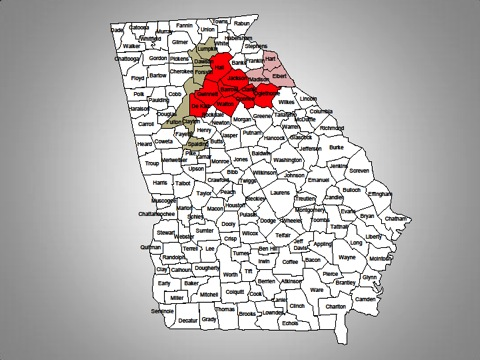 Dade
Catoosa
Walker
Murray
Fannin
Gilmer
Union
Towns
Rabun
White
Habersham
Stephens
Lumpkin
Chattooga
Gordon
Pickens
Dawson
Hall
Banks
Franklin
Hart
Floyd
Bartow
Cherokee
Forsyth
Jackson
Madison
Elbert
Polk
Cobb
Gwinnett
Barrow
Clarke
Oglethorpe
Haralson
Paulding
Douglas
De Kalb
Walton
Wilkes
Lincoln
Carroll
Fulton
Clayton
Rockdale
Newton
Morgan
Greene
Taliaferro
Columbia
McDuffie
Fayette
Henry
Richmond
Heard
Coweta
Spalding
Butts
Jasper
Putnam
Hancock
Warren
Glascock
Burke
Troup
Meriwether
Pike
Lamar
Monroe
Jones
Baldwin
Washington
Jefferson
Upson
Jenkins
Screven
Harris
Talbot
Crawford
Bibb
Twiggs
Wilkinson
Johnson
Emanuel
Muscogee
Taylor
Peach
Houston
Bleckley
Laurens
Treutlen
Candler
Bulloch
Effingham
Chattahoochee
Marion
Macon
Schley
Pulaski
Dodge
Wheeler
Montgomery
Toombs
Evans
Bryan
Chatham
Stewart
Webster
Sumter
Dooly
Wilcox
Telfair
Tattnall
Liberty
Quitman
Terrell
Lee
Crisp
Ben Hill
Jeff
Davis
Appling
Long
Randolph
Turner
Irwin
Coffee
Bacon
Wayne
McIntosh
Clay
Calhoun
Dougherty
Worth
Tift
Pierce
Early
Baker
Mitchell
Colquitt
Cook
Berrien
Atkinson
Ware
Brantley
Glynn
Miller
Lanier
Clinch
Charlton
Camden
Seminole
Decatur
Grady
Thomas
Brooks
Lowndes
Echols